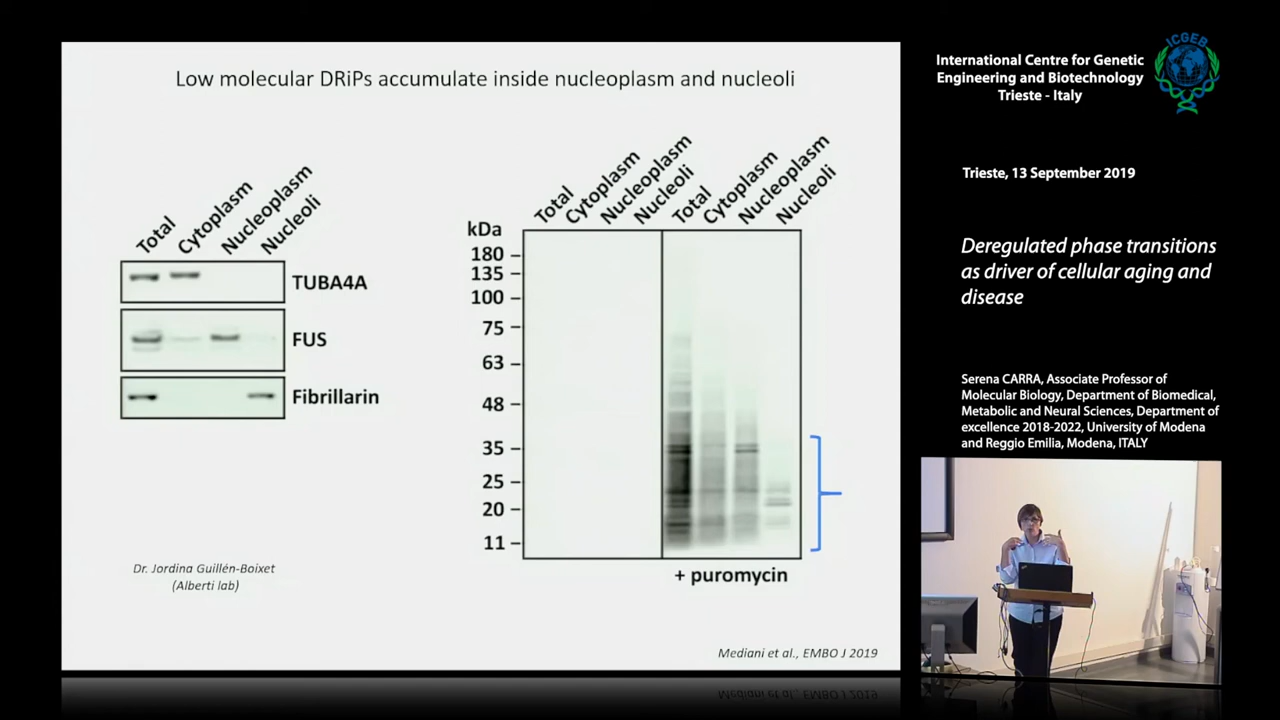 Low molecular DRiPs accumulate inside nucleoplasm and nucleoli
Total
Cytoplasm
Nucleoplasm
Nucleoli
TUBA4A
FUS
Fibrillarin
Dr. Jordina Guillén-Boixet
(Alberti lab)
Total
Cytoplasm
Nucleoplasm
Nucleoli
Total
Cytoplasm
Nucleoplasm
Nucleoli
kDa
180
135
100
75
63
48
35
25
20
11
+ puromycin
Mediani et al., EMBO J 2019
International Centre for Genetic
Engineering and Biotechnology
Trieste - Italy
ICGEB
Trieste, 13 September 2019
Deregulated phase transitions
as driver of cellular aging and
disease
Serena CARRA, Associate Professor of
Molecular Biology, Department of Biomedical,
Metabolic and Neural Sciences, Department of
excellence 2018-2022, University of Modena
and Reggio Emilia, Modena, ITALY